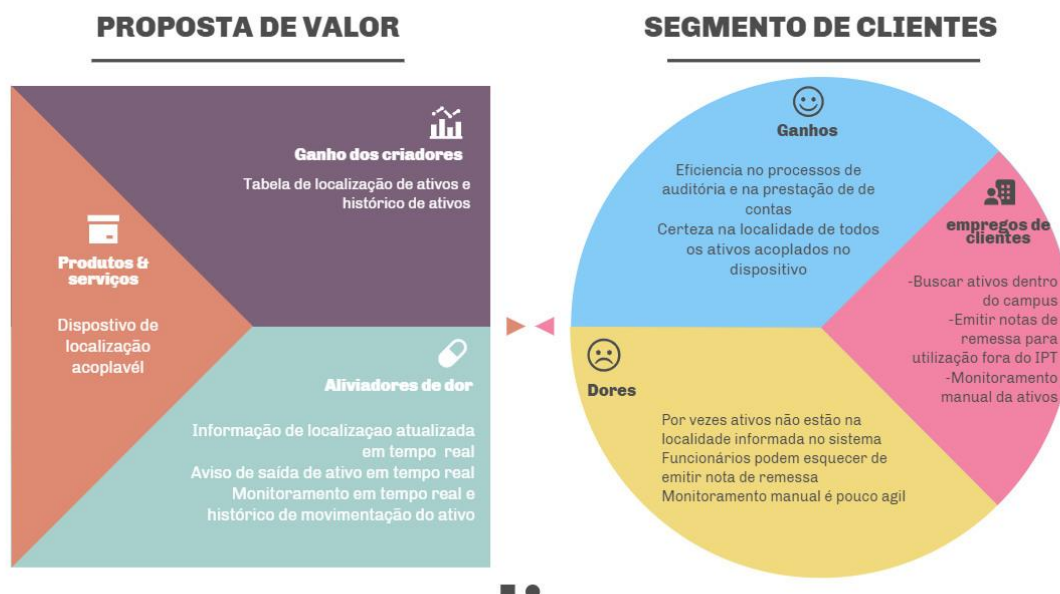 PROPOSTA DE VALOR
Ganho dos criadores
Tabela de localização de ativos e
histórico de ativos
Produtos &
serviços
Dispostivo de
localização
acoplavél
Aliviadores de dor
Informação de localizaçao atualizada
em tempo real
Aviso de saída de ativo em tempo real
Monitoramento em tempo real e
histórico de movimentação do ativo
SEGMENTO DE CLIENTES
Ganhos
Eficiencia no processos de
auditória e na prestação de de
contas
Certeza na localidade de todos
os ativos acoplados no
dispositivo
empregos de
clientes
-Buscar ativos dentro
do campus
-Emitir notas de
remessa para
utilização fora do IPT
-Monitoramento
manual da ativos
Dores
Por vezes ativos não estão na
localidade informada no sistema
Funcionários podem esquecer de
emitir nota de remessa
Monitoramento manual é pouco agil